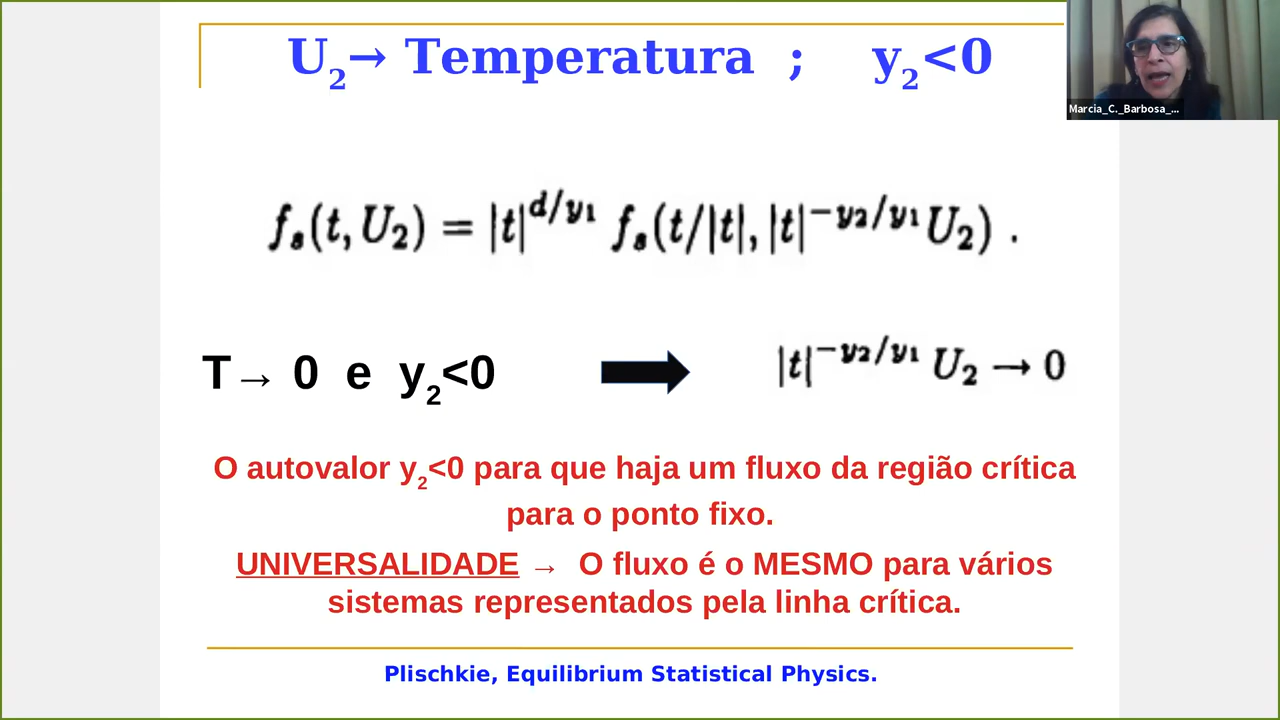 U₂→ Temperatura ; y₂<0
Marcia_C._Barbosa_...
fₛ(t, U₂) = |t|^{d/y₁} fₛ(t/|t|, |t|^{−y₂/y₁}U₂) .
T→ 0 e y₂<0
|t|^{−y₂/y₁} U₂ → 0
O autovalor y₂<0 para que haja um fluxo da região crítica
para o ponto fixo.
UNIVERSALIDADE → O fluxo é o MESMO para vários
sistemas representados pela linha crítica.
Plischkie, Equilibrium Statistical Physics.